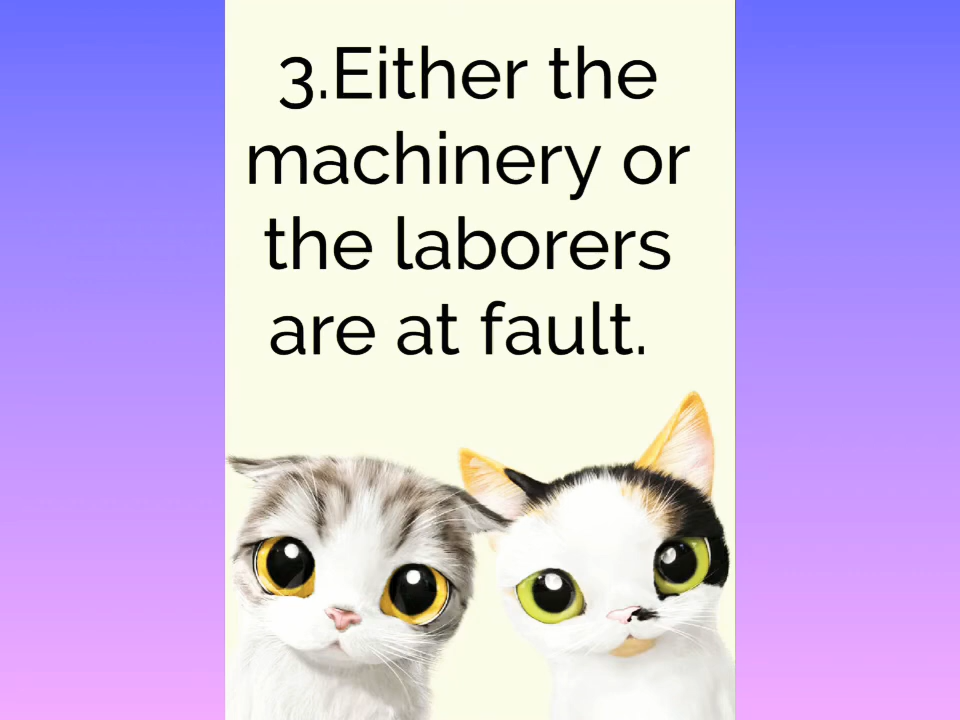 3.Either the
machinery or
the laborers
are at fault.